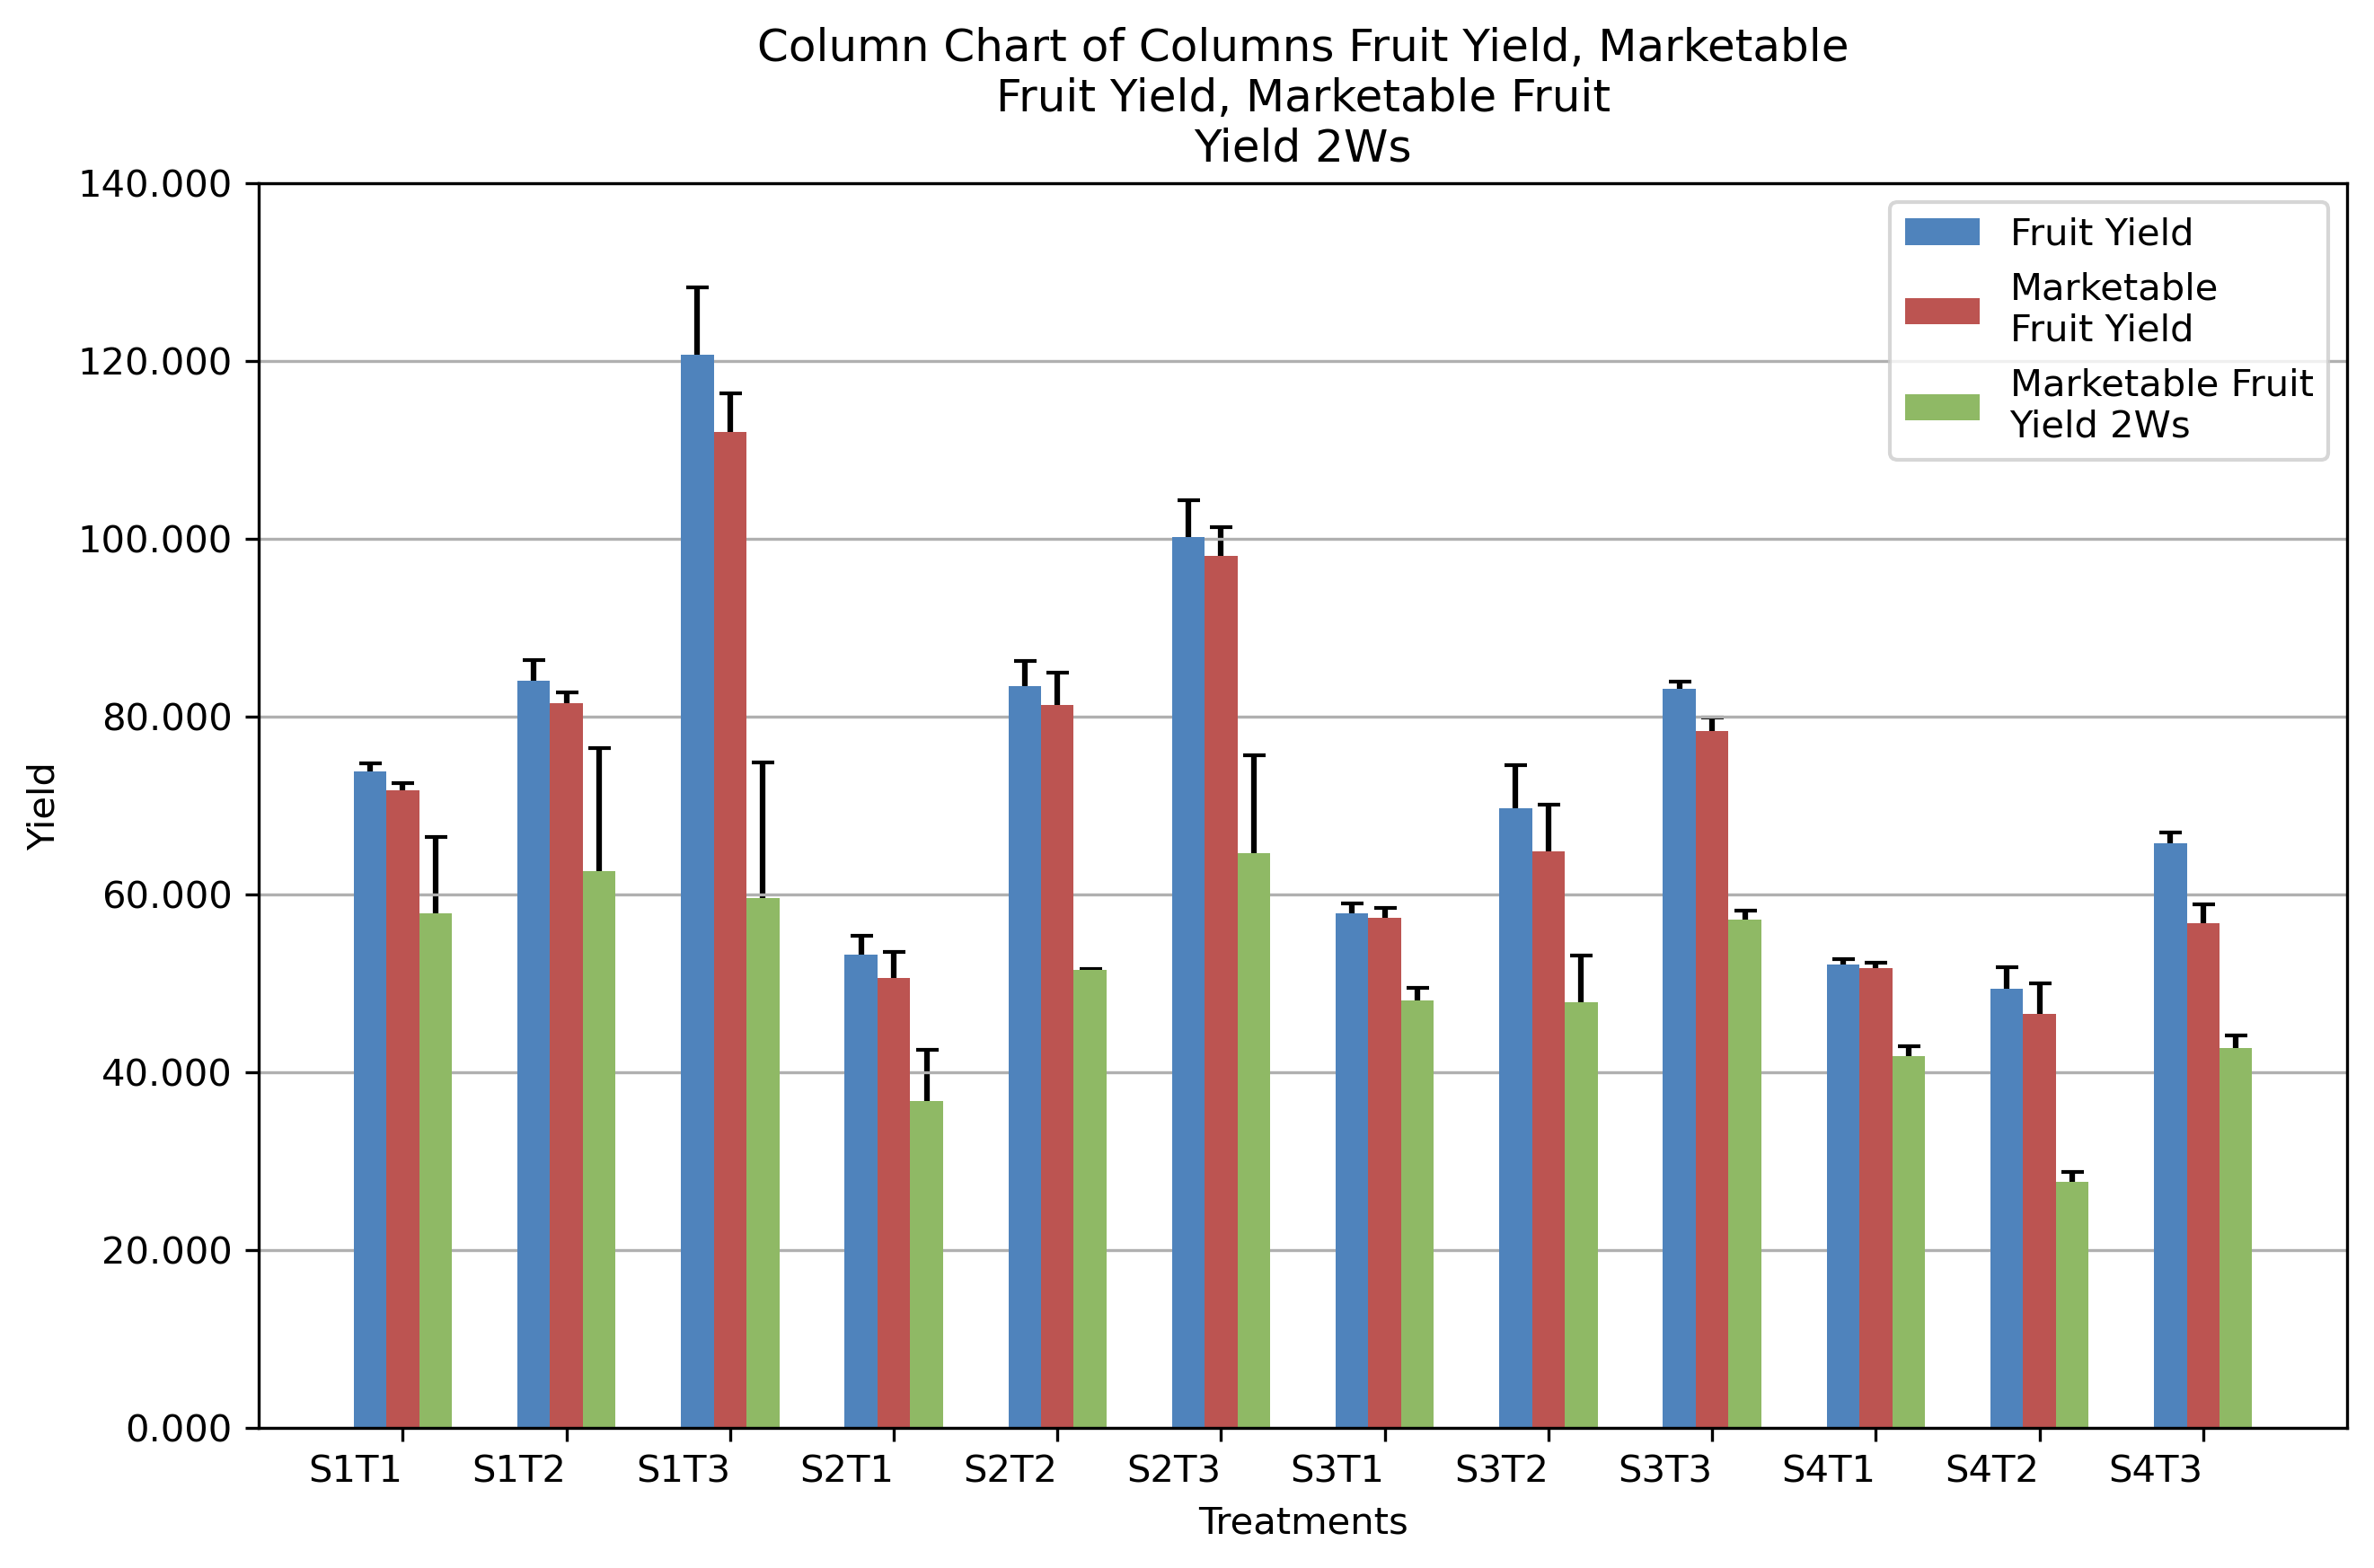 Column Chart of Columns Fruit Yield, Marketable
Fruit Yield, Marketable Fruit
Yield 2Ws
140.000
120.000
100.000
80.000
60.000
40.000
20.000
0.000
Yield
Fruit Yield
Marketable
Fruit Yield
Marketable Fruit
Yield 2Ws
S1T1 S1T2 S1T3 S2T1 S2T2 S2T3 S3T1 S3T2 S3T3 S4T1 S4T2 S4T3
Treatments